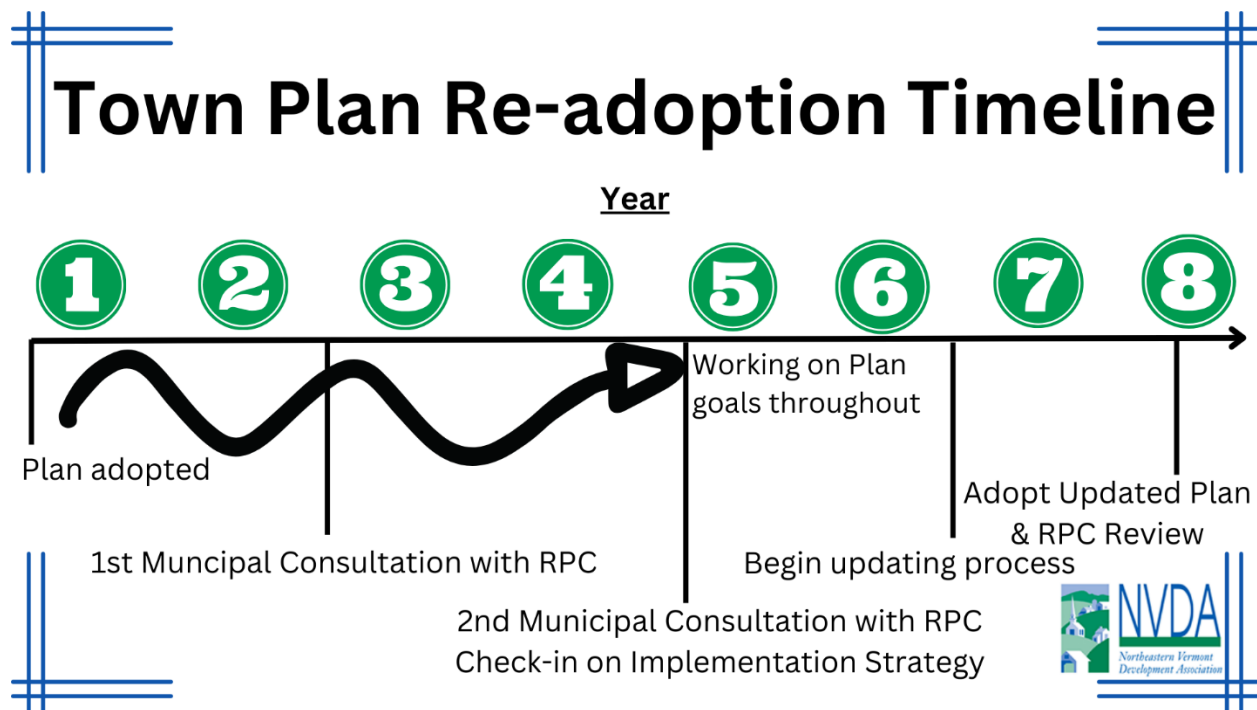 Town Plan Re-adoption Timeline
Year
1 2 3 4 5 6 7 8
Working on Plan
goals throughout
Plan adopted
Adopt Updated Plan
& RPC Review
1st Muncipal Consultation with RPC
Begin updating process
2nd Municipal Consultation with RPC
Check-in on Implementation Strategy
NVDA
Northeastern Vermont
Development Association